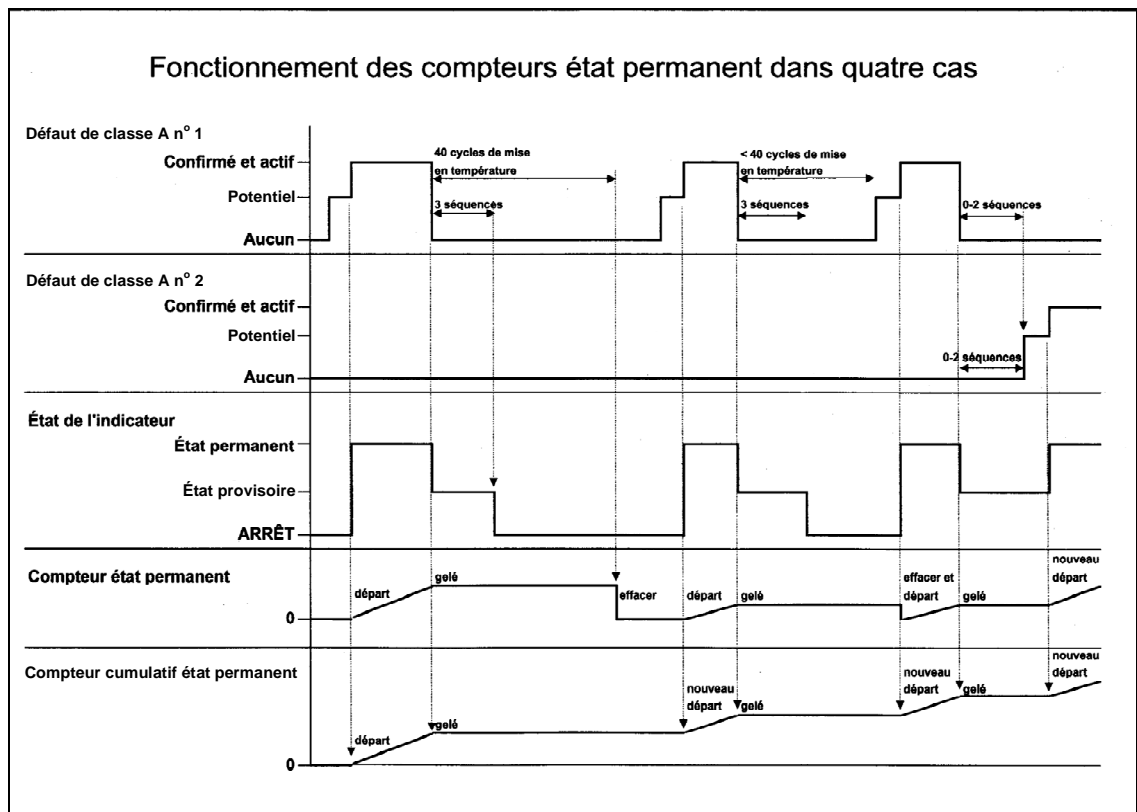 Fonctionnement des compteurs état permanent dans quatre cas
Défaut de classe A nº 1
Confirmé et actif
Potentiel
Aucun
40 cycles de mise
en température
3 séquences
< 40 cycles de mise
en température
3 séquences
0-2 séquences
Défaut de classe A nº 2
Confirmé et actif
Potentiel
Aucun
0-2 séquences
État de l'indicateur
État permanent
État provisoire
ARRÊT
Compteur état permanent
0
départ
gelé
effacer
départ
gelé
effacer et
départ
gelé
nouveau
départ
Compteur cumulatif état permanent
0
départ
gelé
nouveau
départ
gelé
nouveau
départ
gelé
nouveau
départ